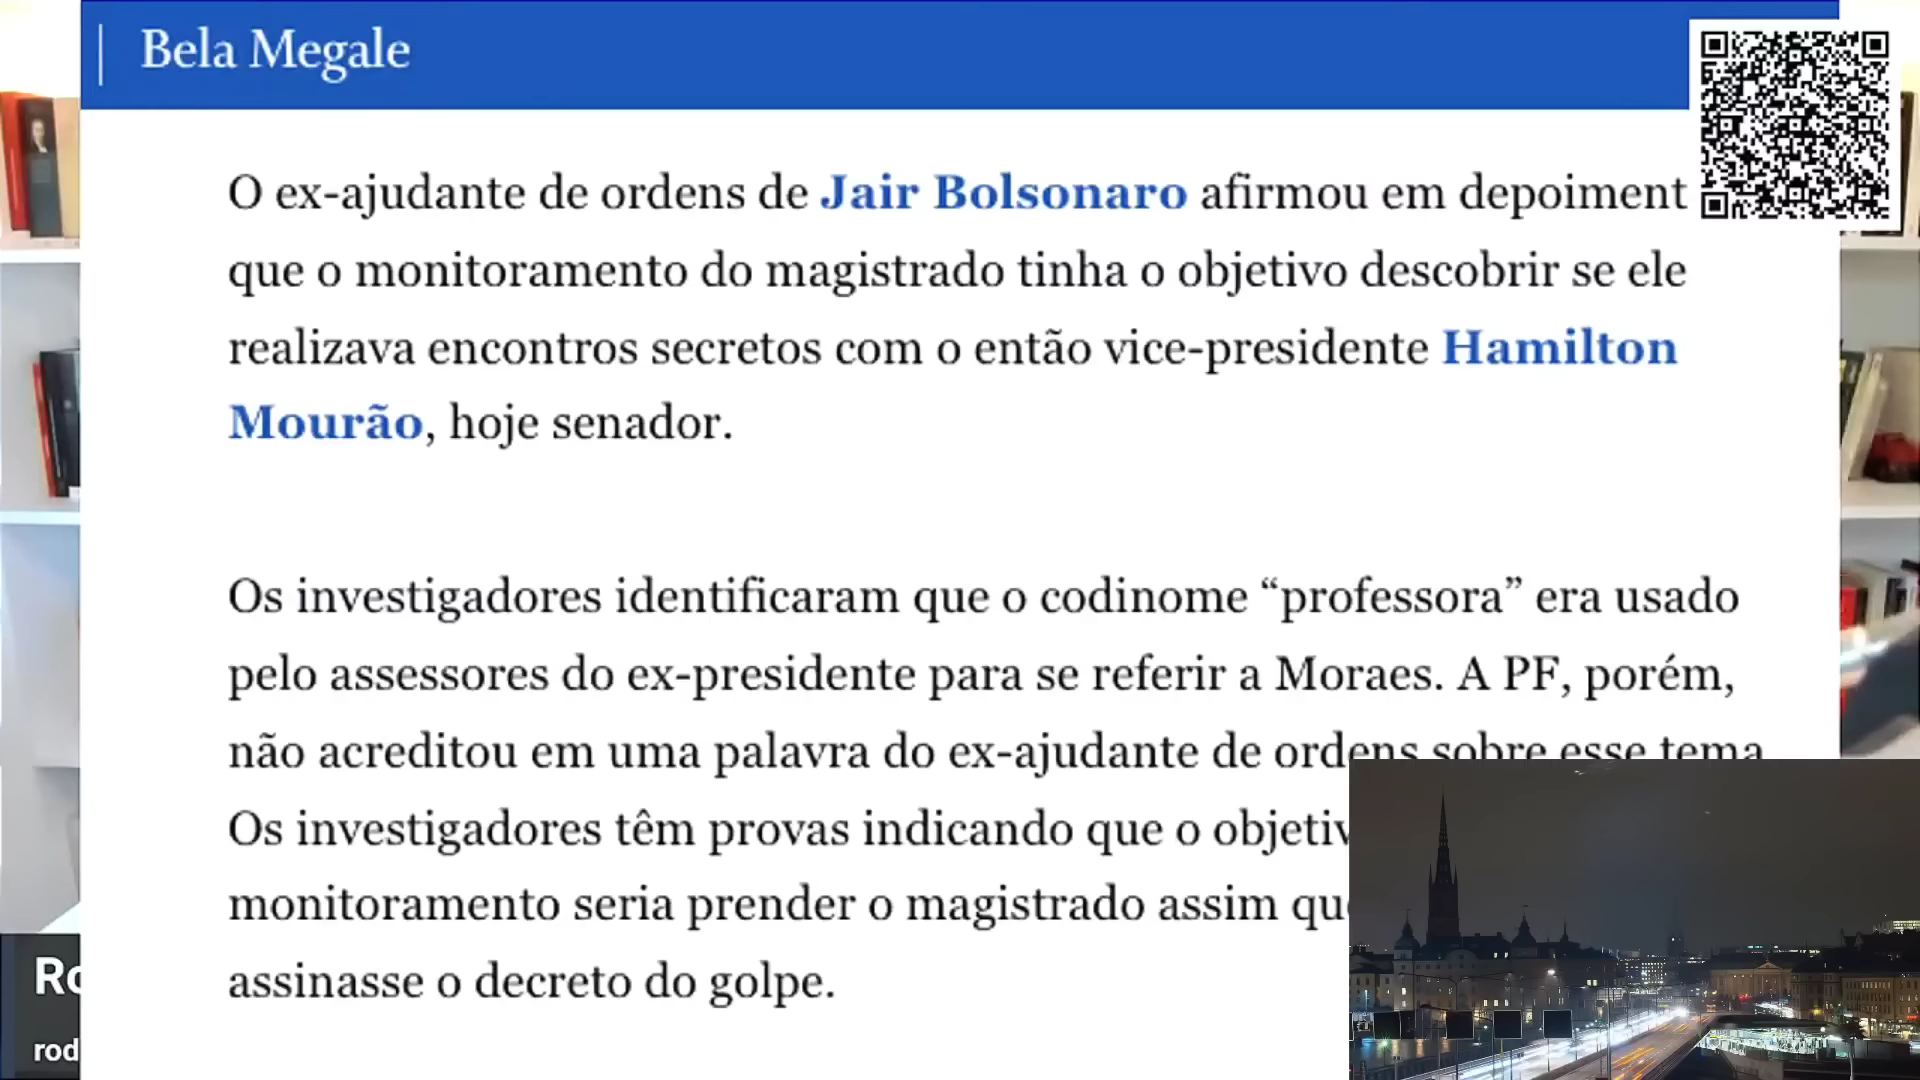 Bela Megale
O ex-ajudante de ordens de Jair Bolsonaro afirmou em depoiment
que o monitoramento do magistrado tinha o objetivo descobrir se ele
realizava encontros secretos com o então vice-presidente Hamilton
Mourão, hoje senador.
Os investigadores identificaram que o codinome “professora” era usado
pelo assessores do ex-presidente para se referir a Moraes. A PF, porém,
não acreditou em uma palavra do ex-ajudante de ordens sobre esse tema
Os investigadores têm provas indicando que o objetiv
monitoramento seria prender o magistrado assim qu
assinasse o decreto do golpe.
Ro
rod